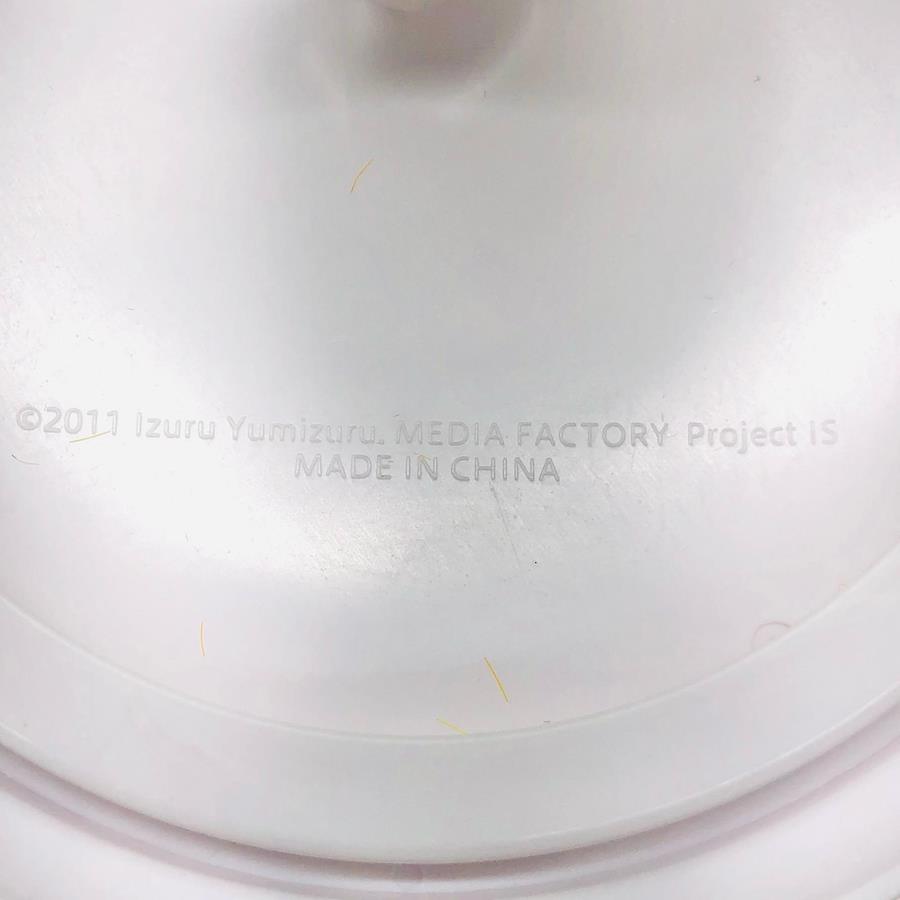 ©2011 Izuru Yumizuru. MEDIA FACTORY Project IS
MADE IN CHINA